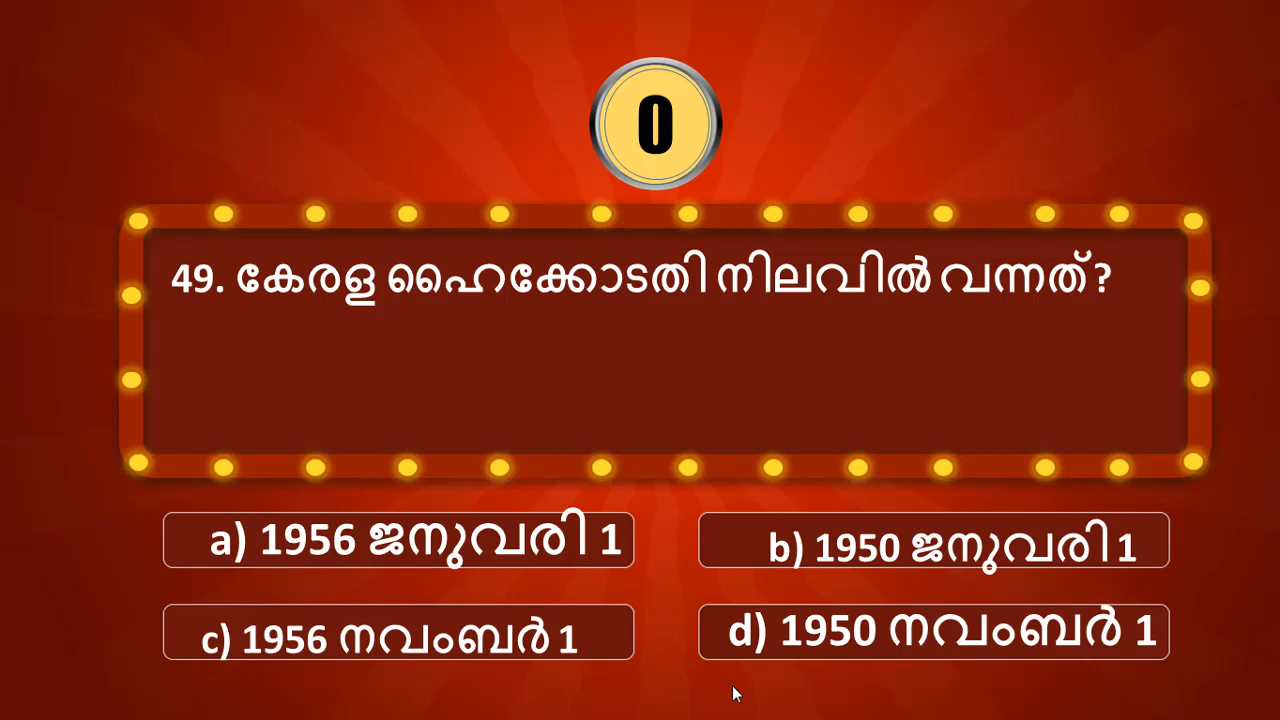 0
49. കേരള ഹൈക്കോടതി നിലവിൽ വന്നത് ?
a) 1956 ജനുവരി 1
b) 1950 ജനുവരി 1
c) 1956 നവംബർ 1
d) 1950 നവംബർ 1